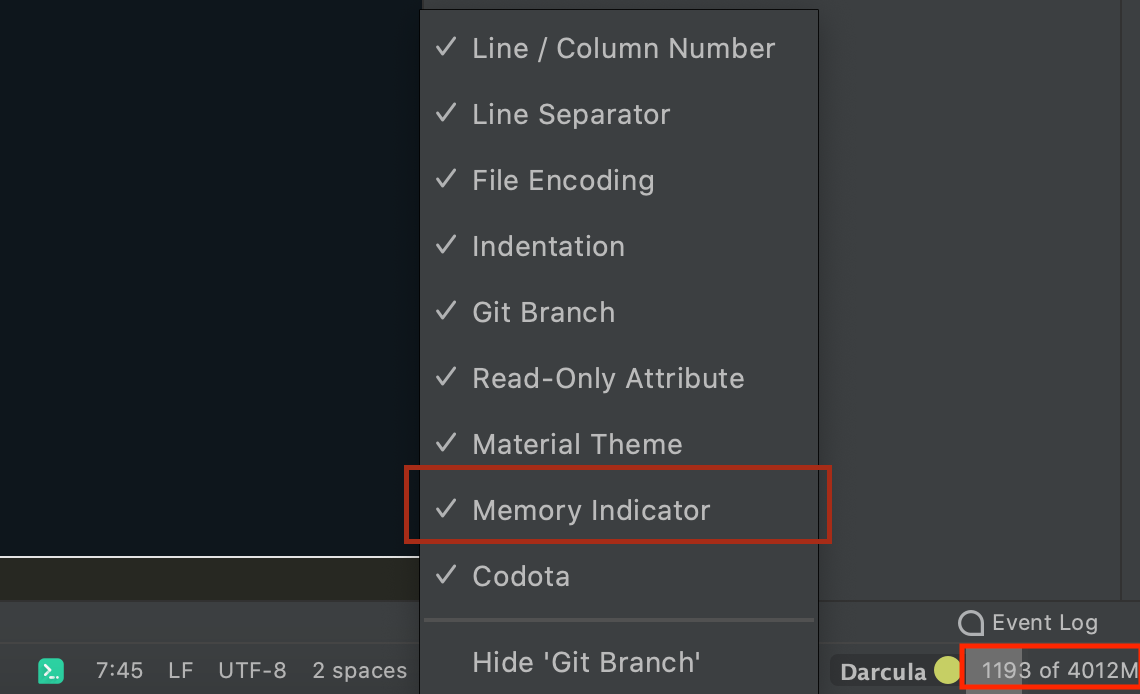 Line / Column Number
Line Separator
File Encoding
Indentation
Git Branch
Read-Only Attribute
Material Theme
Memory Indicator
Codota
Hide 'Git Branch'
Event Log
7:45 LF UTF-8 2 spaces Darcula 1193 of 4012M